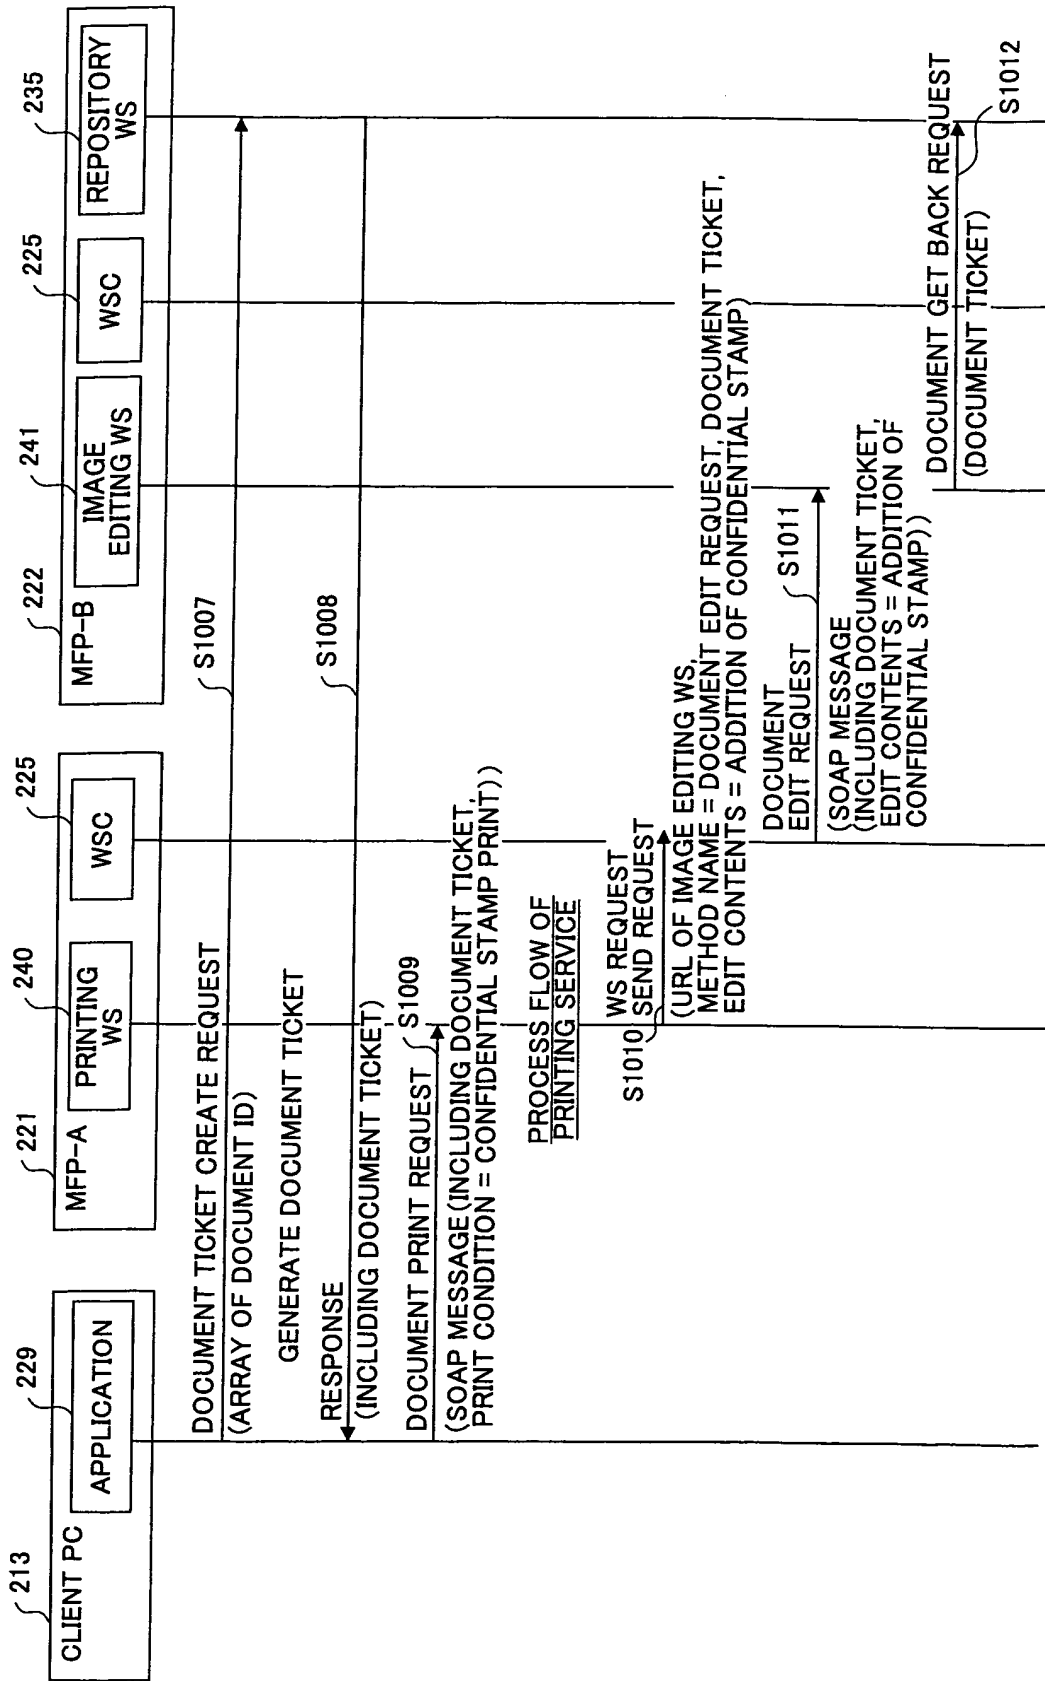 213
CLIENT PC
229
APPLICATION
221
MFP-A
240
PRINTING
WS
225
WSC
222
MFP-B
241
IMAGE
EDITING WS
225
WSC
235
REPOSITORY
WS
DOCUMENT TICKET CREATE REQUEST
(ARRAY OF DOCUMENT ID)
S1007
GENERATE DOCUMENT TICKET
RESPONSE
(INCLUDING DOCUMENT TICKET)
S1008
DOCUMENT PRINT REQUEST
S1009
(SOAP MESSAGE (INCLUDING DOCUMENT TICKET,
PRINT CONDITION = CONFIDENTIAL STAMP PRINT))
PROCESS FLOW OF
PRINTING SERVICE
S1010
WS REQUEST
SEND REQUEST
(URL OF IMAGE EDITING WS,
METHOD NAME = DOCUMENT EDIT REQUEST, DOCUMENT TICKET,
EDIT CONTENTS = ADDITION OF CONFIDENTIAL STAMP)
DOCUMENT
EDIT REQUEST
S1011
(SOAP MESSAGE
(INCLUDING DOCUMENT TICKET,
EDIT CONTENTS = ADDITION OF
CONFIDENTIAL STAMP))
DOCUMENT GET BACK REQUEST
(DOCUMENT TICKET)
S1012